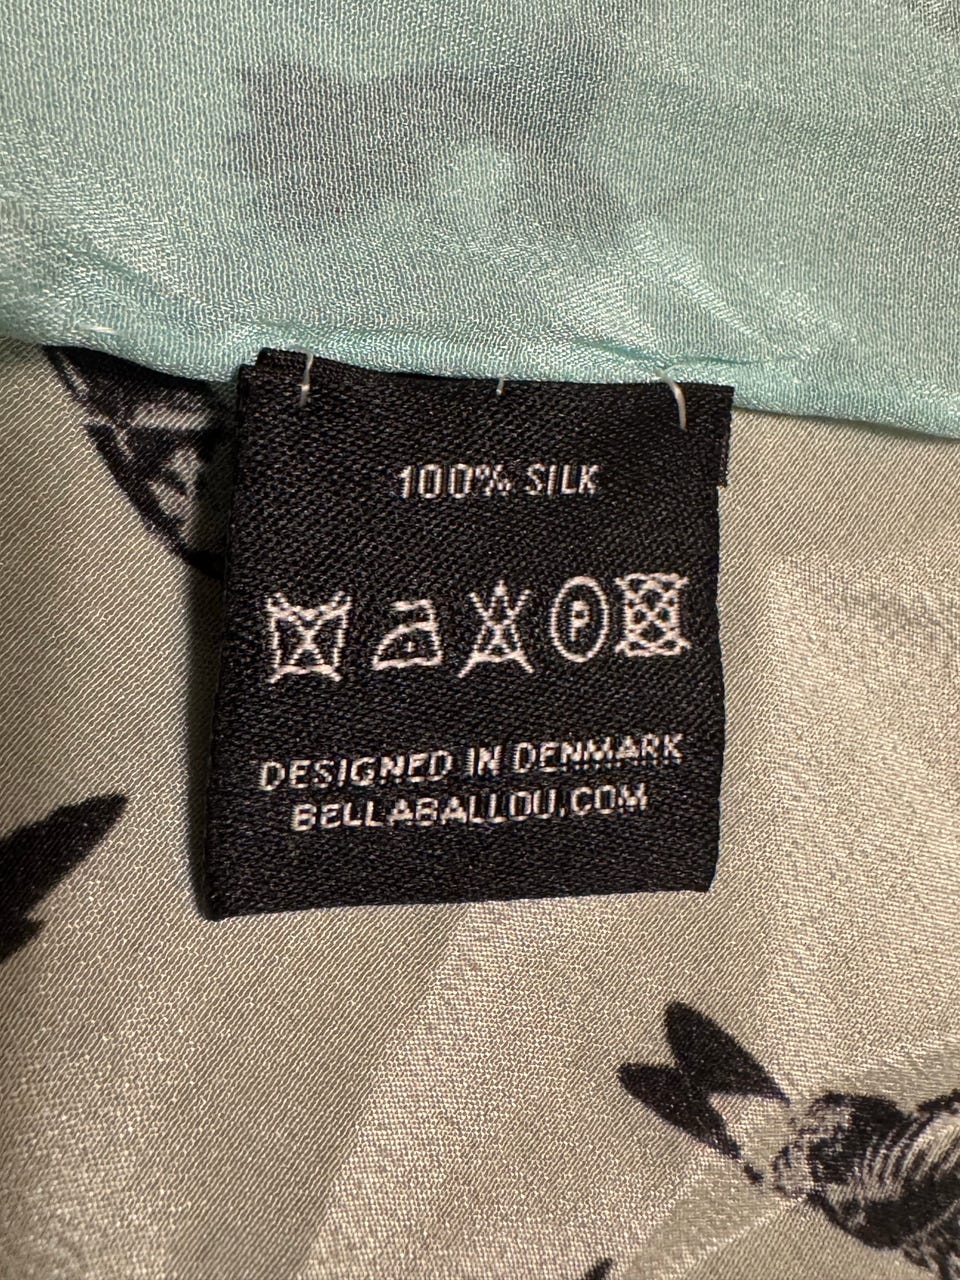 100% SILK
P
DESIGNED IN DENMARK
BELLABALLOU.COM